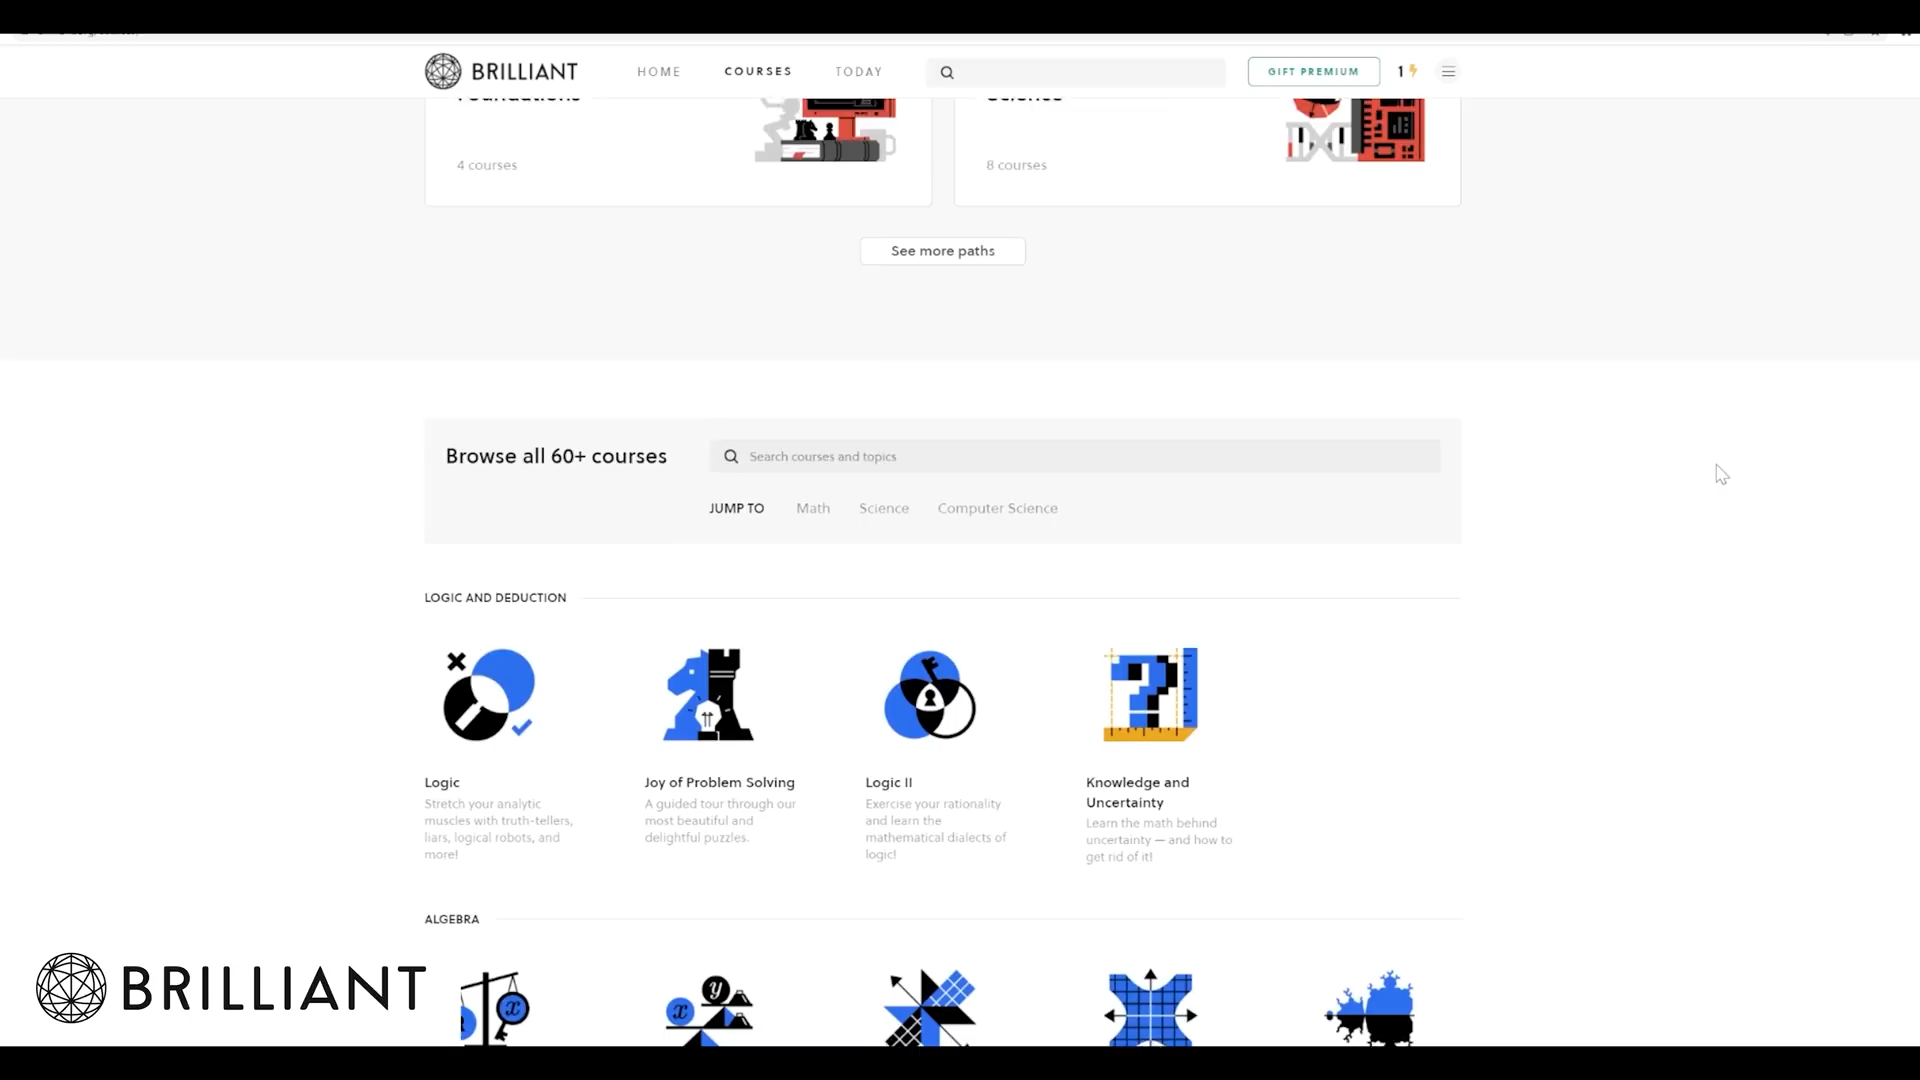 BRILLIANT HOME COURSES TODAY GIFT PREMIUM 1
Foundations Science
4 courses 8 courses
See more paths
Browse all 60+ courses Search courses and topics
JUMP TO Math Science Computer Science
LOGIC AND DEDUCTION
Logic
Stretch your analytic
muscles with truth-tellers,
liars, logical robots, and
more!
Joy of Problem Solving
A guided tour through our
most beautiful and
delightful puzzles.
Logic II
Exercise your rationality
and learn the
mathematical dialects of
logic!
Knowledge and
Uncertainty
Learn the math behind
uncertainty — and how to
get rid of it!
ALGEBRA
x
x y
BRILLIANT